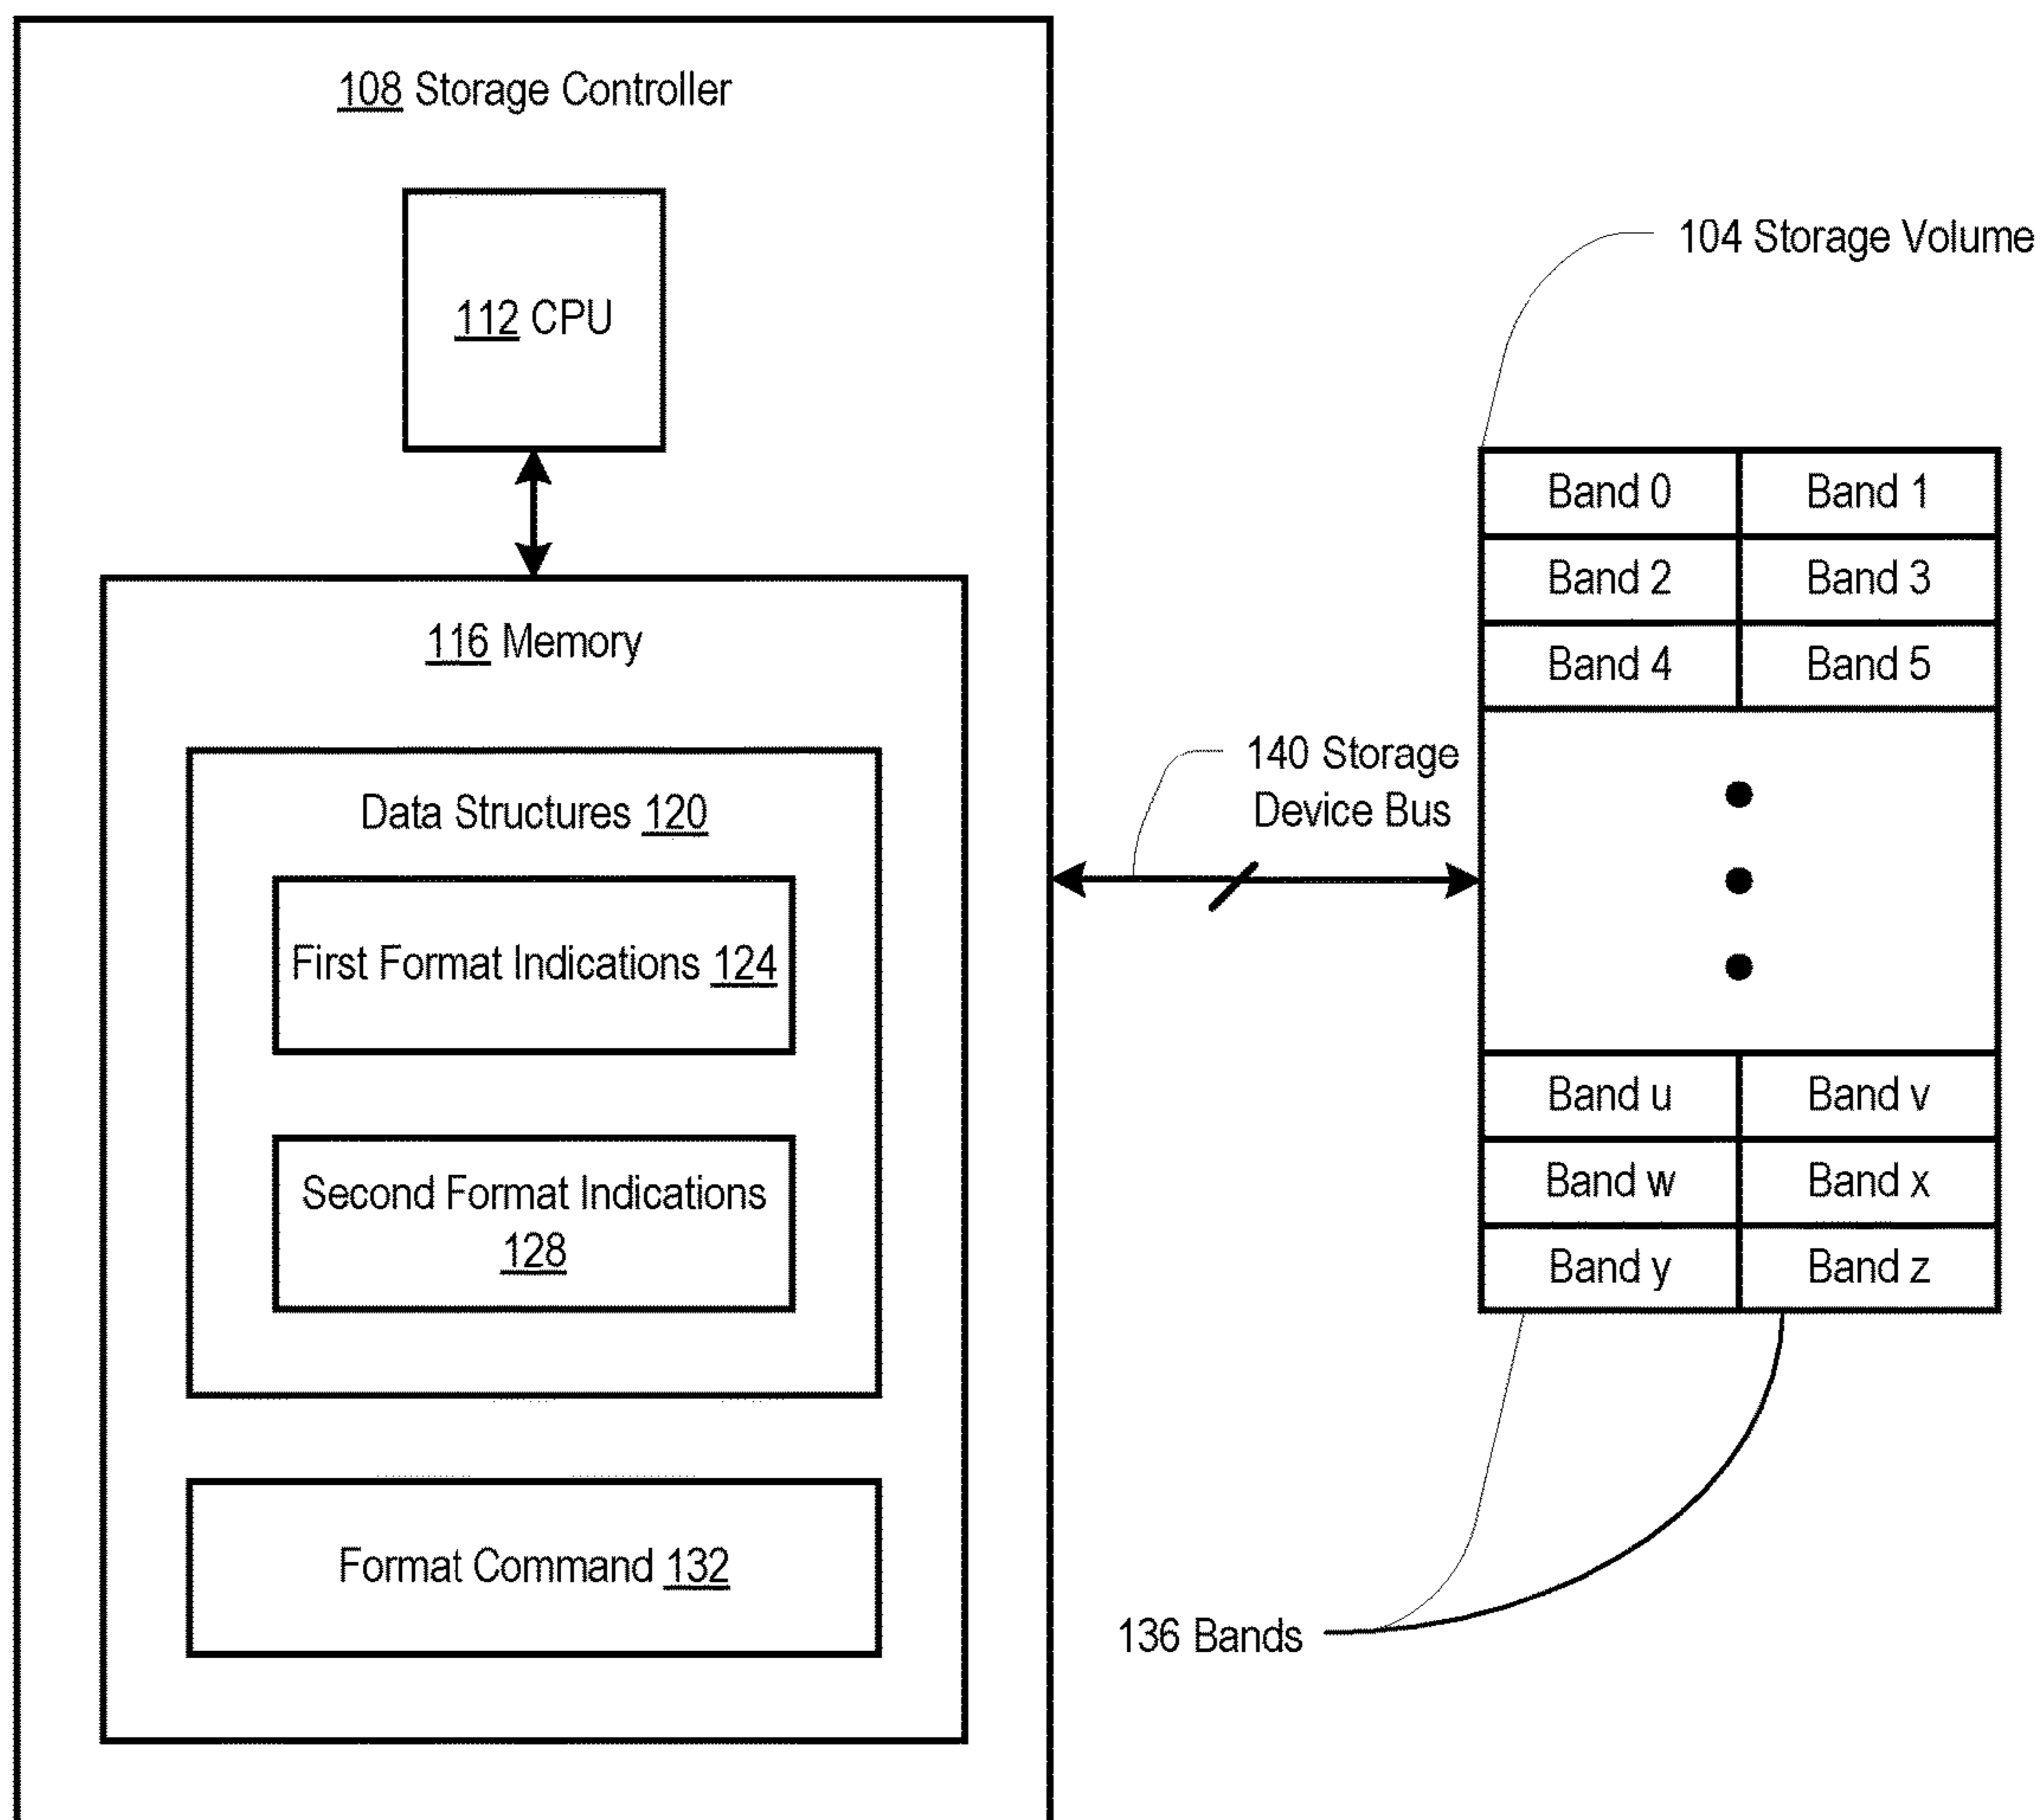 108 Storage Controller
112 CPU
116 Memory
Data Structures 120
First Format Indications 124
Second Format Indications
128
Format Command 132
140 Storage
Device Bus
104 Storage Volume
Band 0 Band 1
Band 2 Band 3
Band 4 Band 5
Band u Band v
Band w Band x
Band y Band z
136 Bands